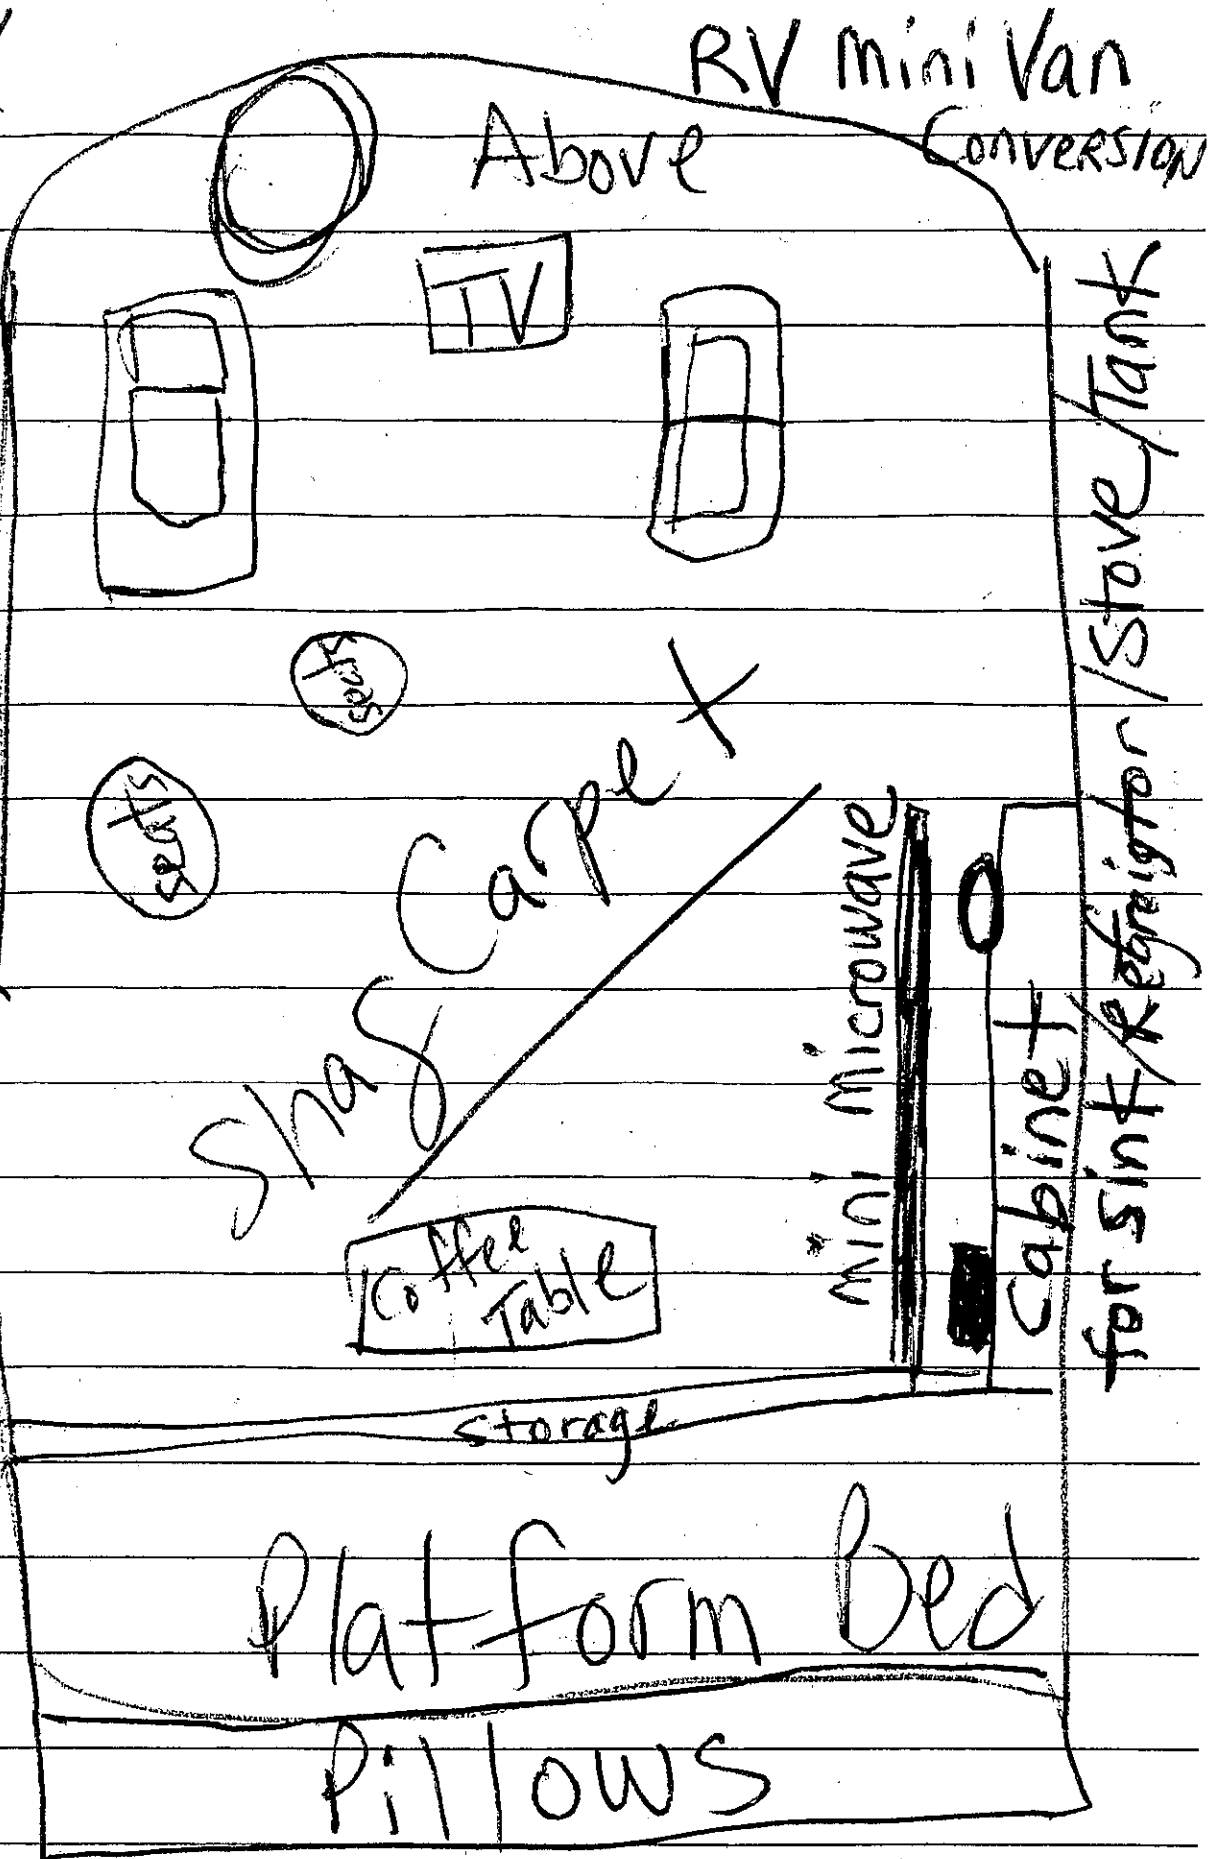 RV Mini Van
Conversion
Above
TV
seats
seats
Shag Carpet
mini microwave
cabinet
for sink/Refreigtor/Stove/Tank
Coffee
Table
storage
Platform Bed
Pillows